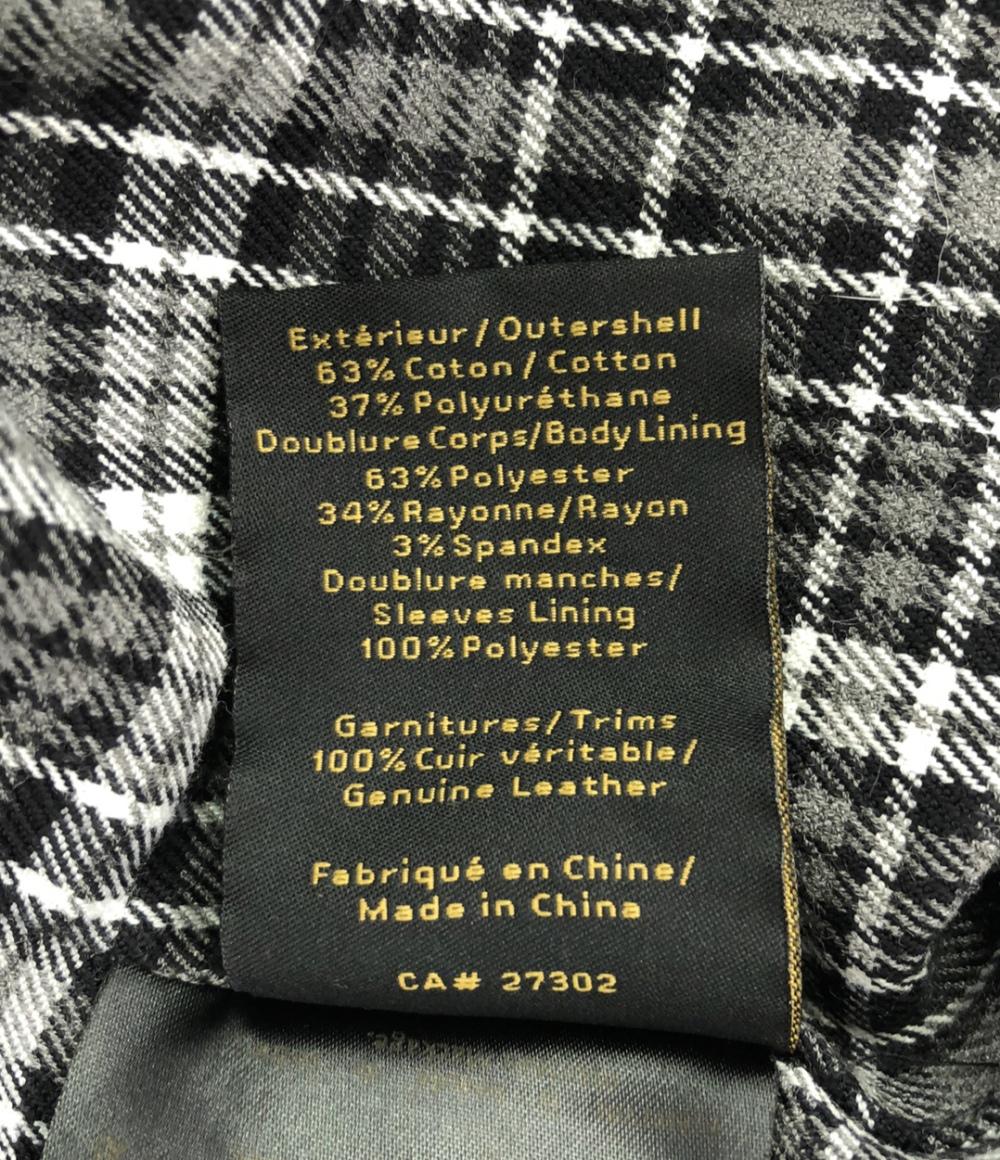 Extérieur / Outershell
63% Coton / Cotton
37% Polyuréthane
Doublure Corps/Body Lining
63% Polyester
34% Rayonne/Rayon
3% Spandex
Doublure manches/
Sleeves Lining
100% Polyester
Garnitures/Trims
100% Cuir véritable/
Genuine Leather
Fabriqué en Chine/
Made in China
CA# 27302